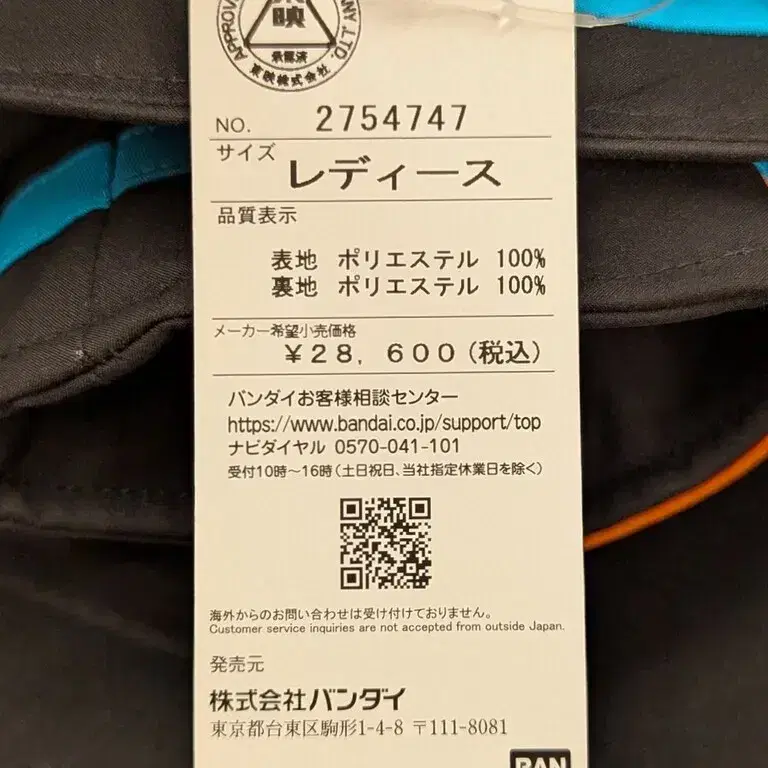 映
承認済
APPROV
NY.,LTD.
東映株式会社
NO. 2754747
サイズ
レディース
品質表示
表地 ポリエステル 100%
裏地 ポリエステル 100%
メーカー希望小売価格
¥28,600(税込)
バンダイお客様相談センター
https://www.bandai.co.jp/support/top
ナビダイヤル 0570-041-101
受付10時~16時(土日祝日、当社指定休業日を除く)
海外からのお問い合わせは受け付けておりません。
Customer service inquiries are not accepted from outside Japan.
発売元
株式会社バンダイ
東京都台東区駒形1-4-8 〒111-8081
BAN